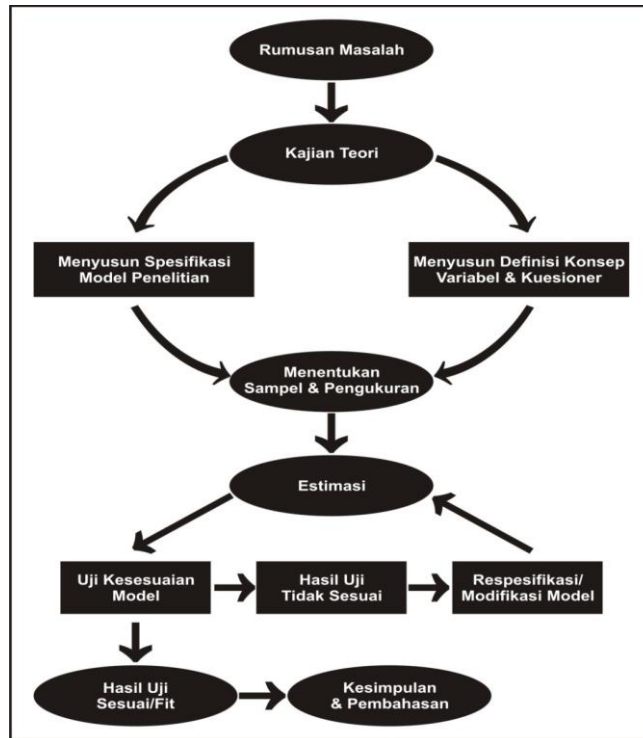 Rumusan Masalah
Kajian Teori
Menyusun Spesifikasi
Model Penelitian
Menyusun Definisi Konsep
Variabel & Kuesioner
Menentukan
Sampel & Pengukuran
Estimasi
Uji Kesesuaian
Model
Hasil Uji
Tidak Sesuai
Respesifikasi/
Modifikasi Model
Hasil Uji
Sesuai/Fit
Kesimpulan
& Pembahasan